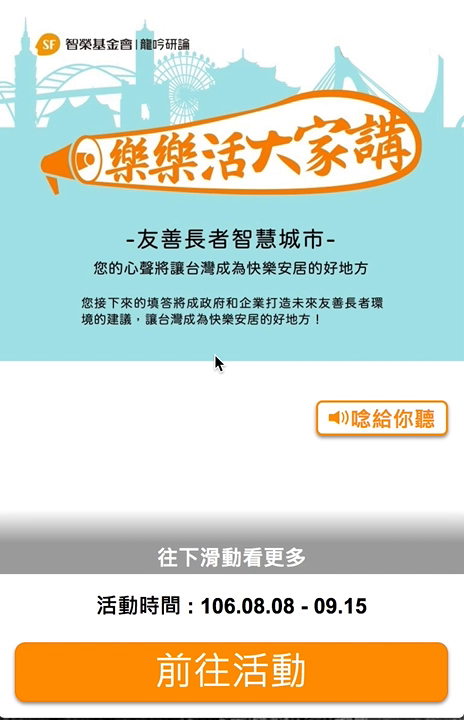 SF 智榮基金會|龍吟研論
樂樂活大家講
-友善長者智慧城市-
您的心聲將讓台灣成為快樂安居的好地方
您接下來的填答將成政府和企業打造未來友善長者環
境的建議，讓台灣成為快樂安居的好地方！
唸給你聽
往下滑動看更多
活動時間 : 106.08.08 - 09.15
前往活動